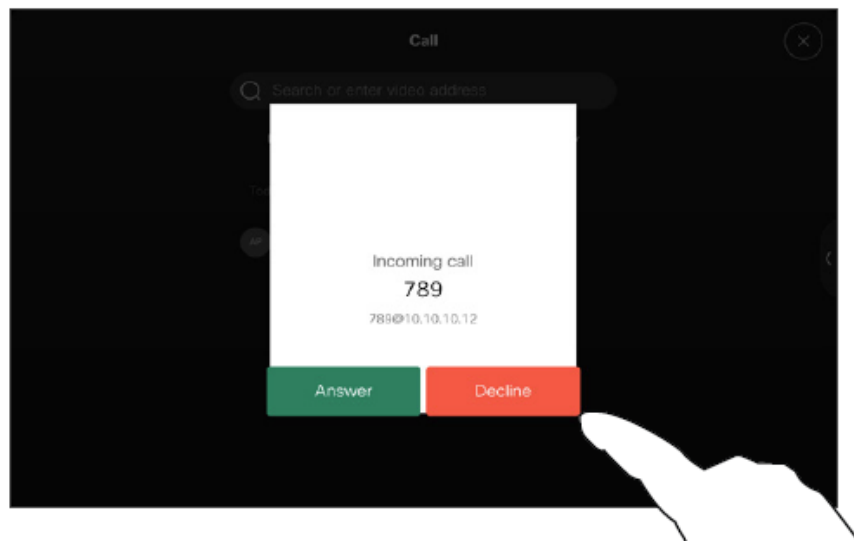 Call
Search or enter video address
Incoming call
789
789@10.10.10.12
Answer
Decline